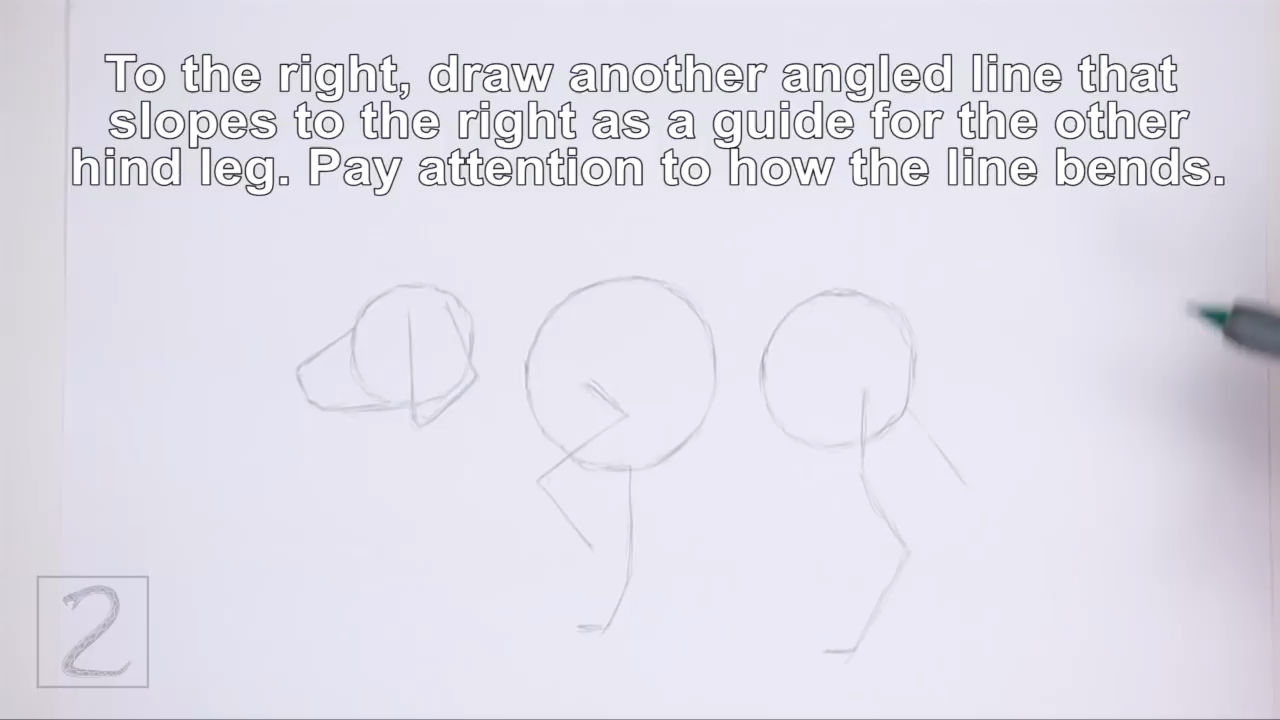 To the right, draw another angled line that
slopes to the right as a guide for the other
hind leg. Pay attention to how the line bends.
2